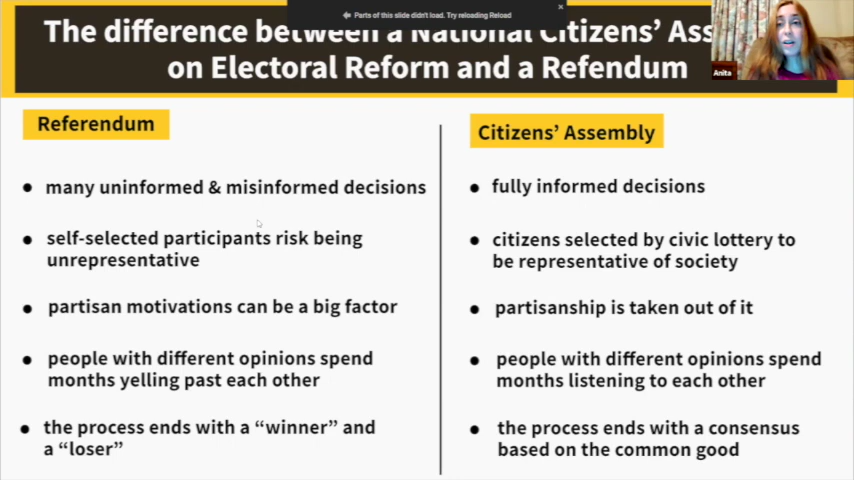 Parts of this slide didn't load. Try reloading Reload
The difference between a National Citizens' Ass
on Electoral Reform and a Refendum
Anita
Referendum
many uninformed & misinformed decisions
self-selected participants risk being
unrepresentative
partisan motivations can be a big factor
people with different opinions spend
months yelling past each other
the process ends with a “winner” and
a “loser”
Citizens' Assembly
fully informed decisions
citizens selected by civic lottery to
be representative of society
partisanship is taken out of it
people with different opinions spend
months listening to each other
the process ends with a consensus
based on the common good